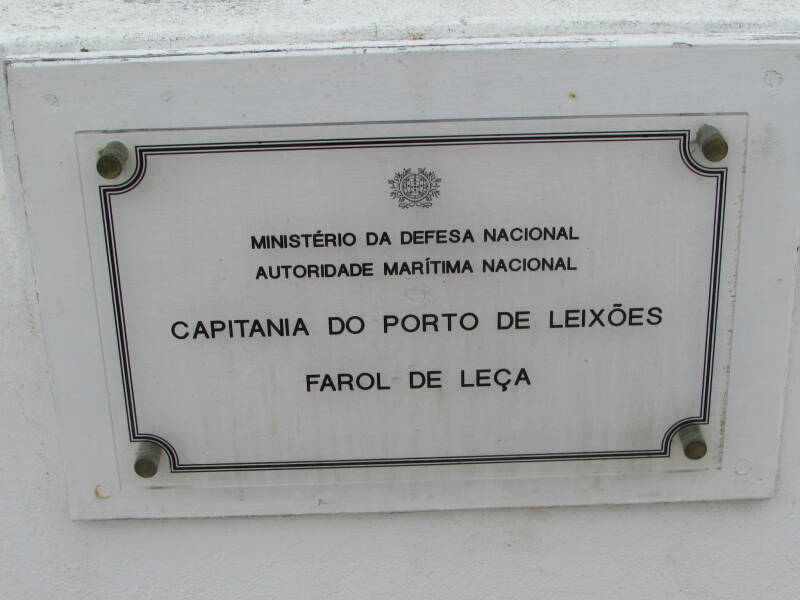 MINISTÉRIO DA DEFESA NACIONAL
AUTORIDADE MARÍTIMA NACIONAL
CAPITANIA DO PORTO DE LEIXÕES
FAROL DE LEÇA